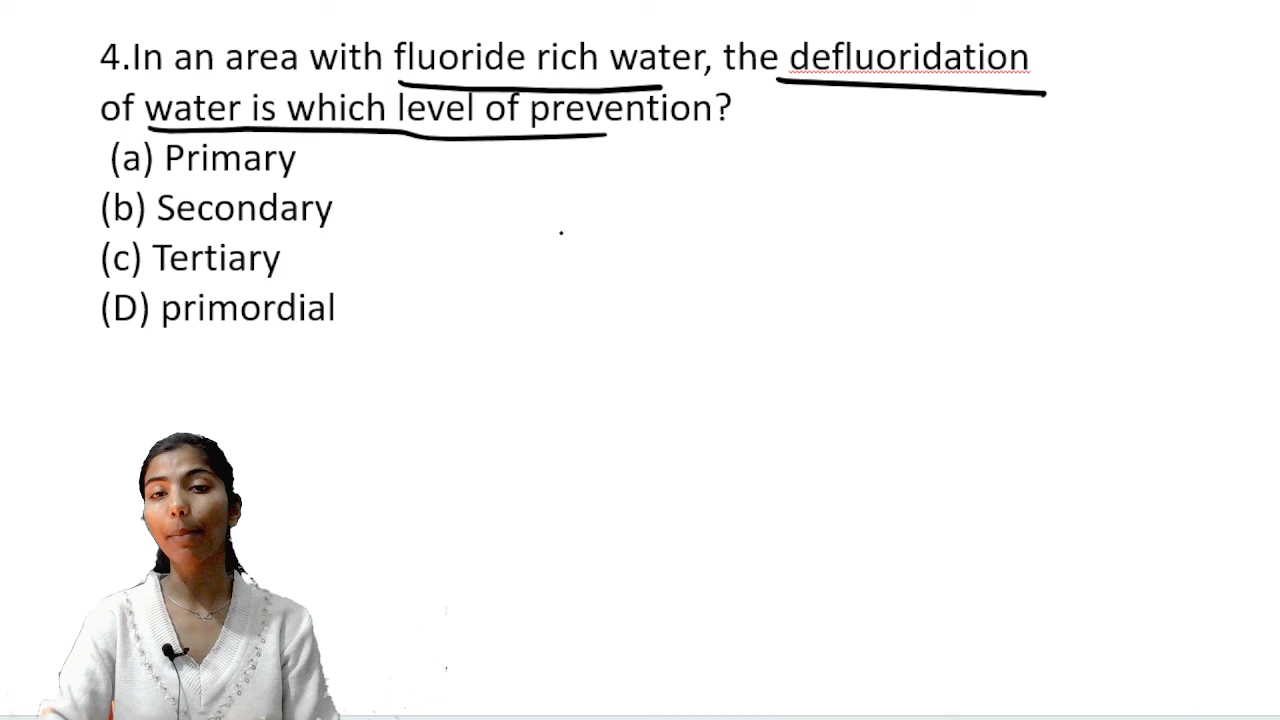 4.In an area with fluoride rich water, the defluoridation
of water is which level of prevention?
(a) Primary
(b) Secondary
(c) Tertiary
(D) primordial